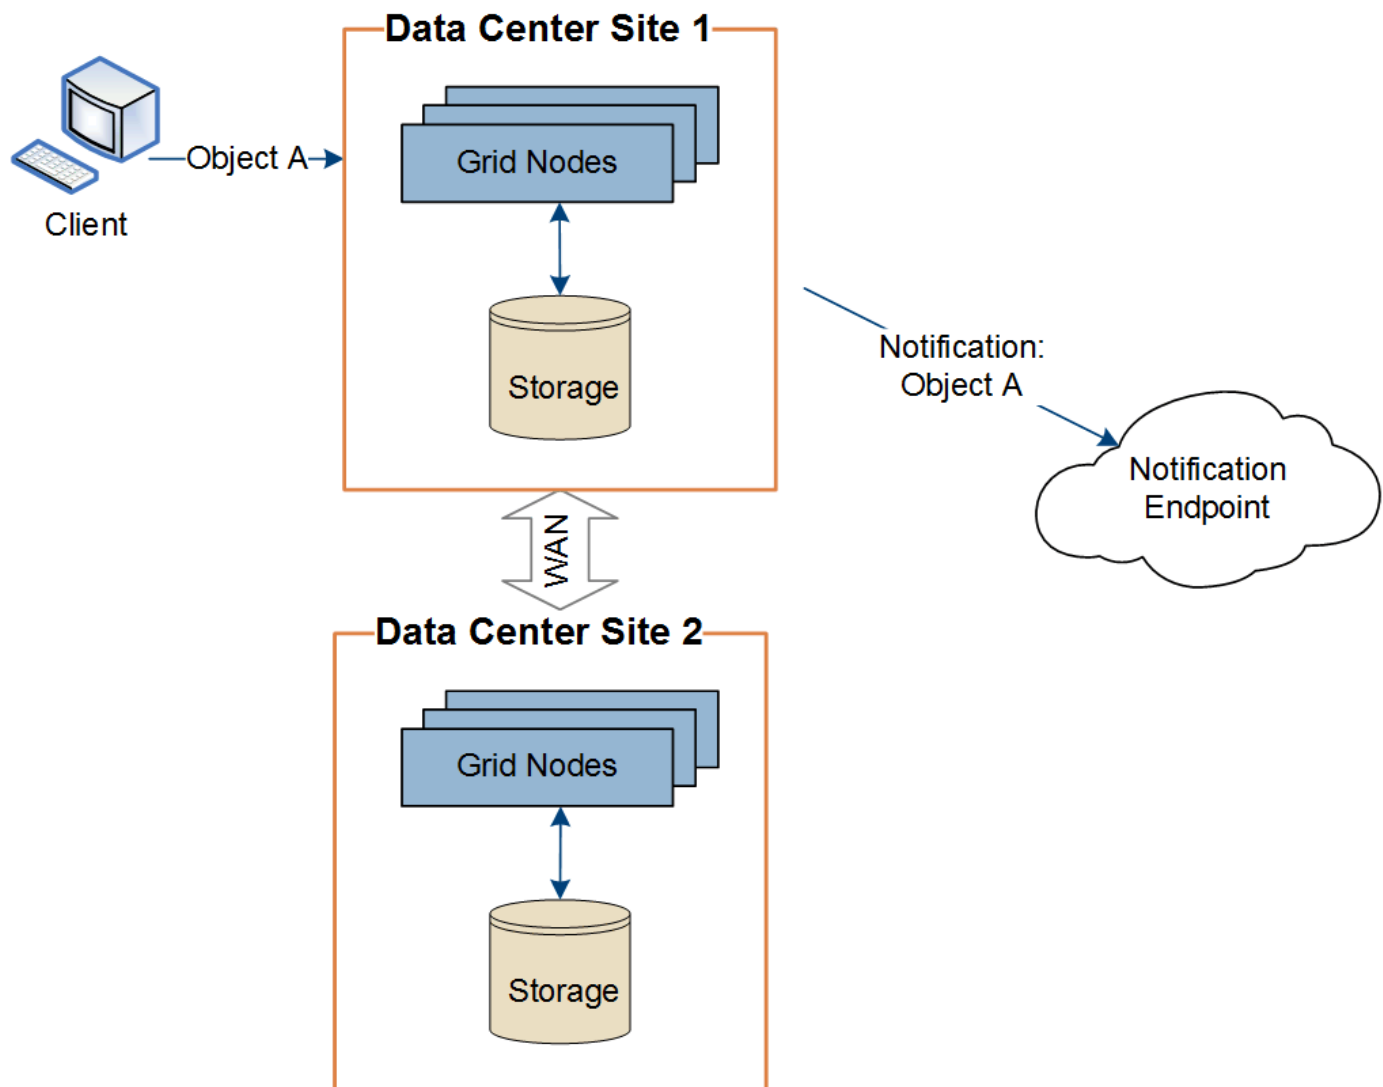 Data Center Site 1
Grid Nodes
Object A
Client
Storage
Notification:
Object A
Notification
Endpoint
WAN
Data Center Site 2
Grid Nodes
Storage